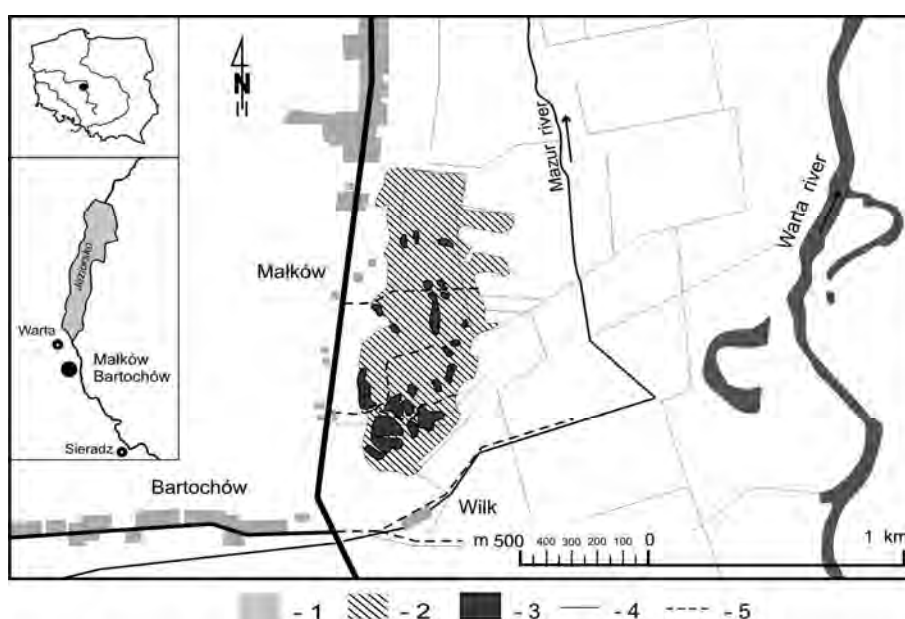 N
Mazur river
Warta river
Małków
Jeziorsko
Warta
Małków
Bartochów
Sieradz
Bartochów
Wilk
m 500 400 300 200 100 0 1 km
- 1 - 2 - 3 - 4 - 5